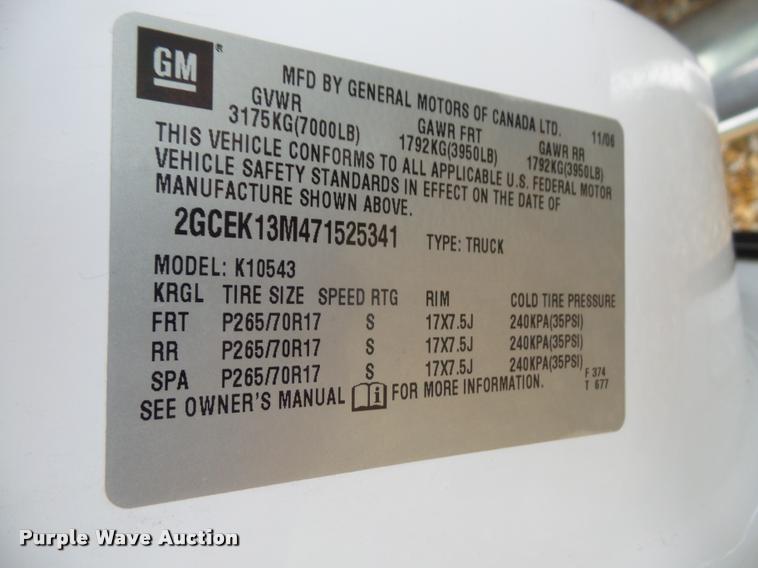 GM®
MFD BY GENERAL MOTORS OF CANADA LTD. 11/06
GVWR GAWR FRT GAWR RR
3175KG(7000LB) 1792KG(3950LB) 1792KG(3950LB)
THIS VEHICLE CONFORMS TO ALL APPLICABLE U.S. FEDERAL MOTOR
VEHICLE SAFETY STANDARDS IN EFFECT ON THE DATE OF
MANUFACTURE SHOWN ABOVE.
2GCEK13M471525341 TYPE: TRUCK
MODEL: K10543
KRGL TIRE SIZE SPEED RTG RIM COLD TIRE PRESSURE
FRT P265/70R17 S 17X7.5J 240KPA(35PSI)
RR P265/70R17 S 17X7.5J 240KPA(35PSI)
SPA P265/70R17 S 17X7.5J 240KPA(35PSI)
F 374
T 677
SEE OWNER'S MANUAL i FOR MORE INFORMATION.
Purple Wave Auction